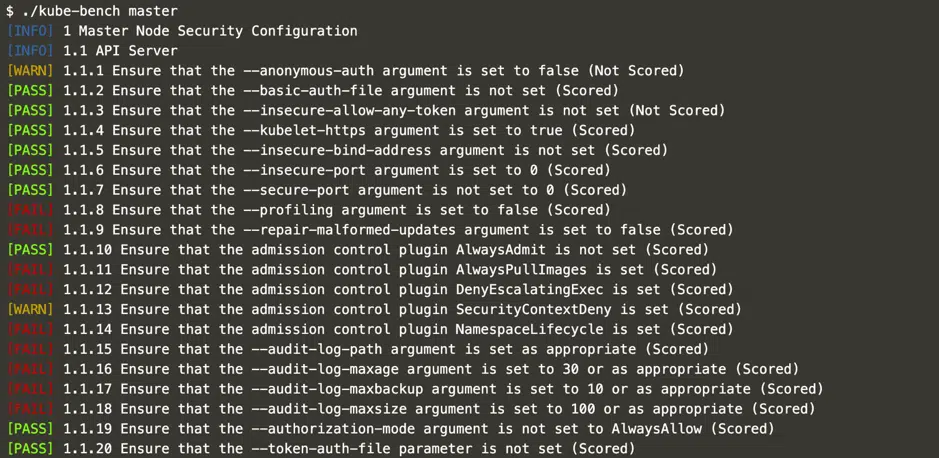 $ ./kube-bench master
[INFO] 1 Master Node Security Configuration
[INFO] 1.1 API Server
[WARN] 1.1.1 Ensure that the --anonymous-auth argument is set to false (Not Scored)
[PASS] 1.1.2 Ensure that the --basic-auth-file argument is not set (Scored)
[PASS] 1.1.3 Ensure that the --insecure-allow-any-token argument is not set (Not Scored)
[PASS] 1.1.4 Ensure that the --kubelet-https argument is set to true (Scored)
[PASS] 1.1.5 Ensure that the --insecure-bind-address argument is not set (Scored)
[PASS] 1.1.6 Ensure that the --insecure-port argument is set to 0 (Scored)
[PASS] 1.1.7 Ensure that the --secure-port argument is not set to 0 (Scored)
[FAIL] 1.1.8 Ensure that the --profiling argument is set to false (Scored)
[FAIL] 1.1.9 Ensure that the --repair-malformed-updates argument is set to false (Scored)
[PASS] 1.1.10 Ensure that the admission control plugin AlwaysAdmit is not set (Scored)
[FAIL] 1.1.11 Ensure that the admission control plugin AlwaysPullImages is set (Scored)
[FAIL] 1.1.12 Ensure that the admission control plugin DenyEscalatingExec is set (Scored)
[WARN] 1.1.13 Ensure that the admission control plugin SecurityContextDeny is set (Scored)
[FAIL] 1.1.14 Ensure that the admission control plugin NamespaceLifecycle is set (Scored)
[FAIL] 1.1.15 Ensure that the --audit-log-path argument is set as appropriate (Scored)
[FAIL] 1.1.16 Ensure that the --audit-log-maxage argument is set to 30 or as appropriate (Scored)
[FAIL] 1.1.17 Ensure that the --audit-log-maxbackup argument is set to 10 or as appropriate (Scored)
[FAIL] 1.1.18 Ensure that the --audit-log-maxsize argument is set to 100 or as appropriate (Scored)
[PASS] 1.1.19 Ensure that the --authorization-mode argument is not set to AlwaysAllow (Scored)
[PASS] 1.1.20 Ensure that the --token-auth-file parameter is not set (Scored)